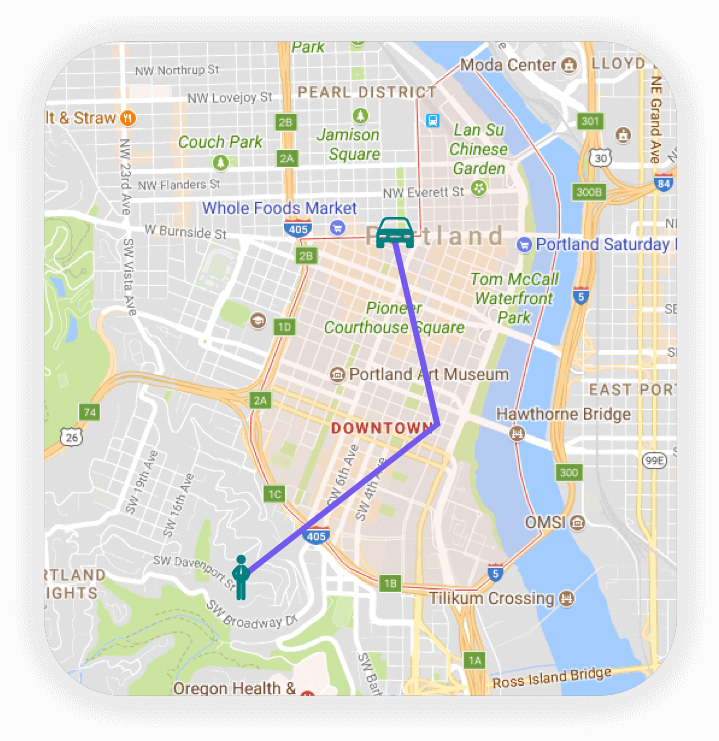 Park
Moda Center
LLOYD
NW Northrup St
NE Grand Ave
PEARL DISTRICT
NW Lovejoy St
lt & Straw
2B
301
Couch Park
Jamison
Square
Lan Su
Chinese
Garden
2A
30
NW 23rd Ave
NW Flanders St
NW Everett St
84
300B
Whole Foods Market
W Burnside St
405
Portland Saturday
2B
SW Vista Ave
Tom McCall
Waterfront
Park
5
Pioneer
Courthouse Square
1D
Portland Art Museum
EAST PORT
2A
74
Hawthorne Bridge
26
DOWNTOWN
99E
SW 19th Ave
SW 6th Ave
300
SW 16th Ave
SW 4th Ave
1C
OMSI
405
SW Davenport St
5
RTLAND
IGHTS
1B
Tilikum Crossing
SW Broadway Dr
1A
SW Bar
Ross Island Bridge
Oregon Health &